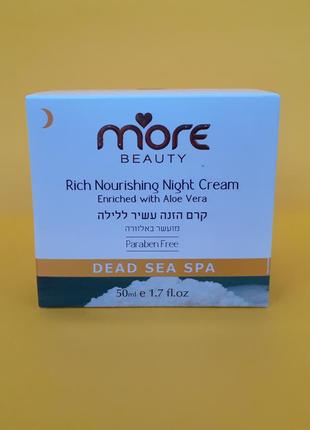 more
BEAUTY
Rich Nourishing Night Cream
Enriched with Aloe Vera
קרם הזנה עשיר ללילה
מועשר באלוורה
Paraben Free
DEAD SEA SPA
50ml e 1.7 fl.oz